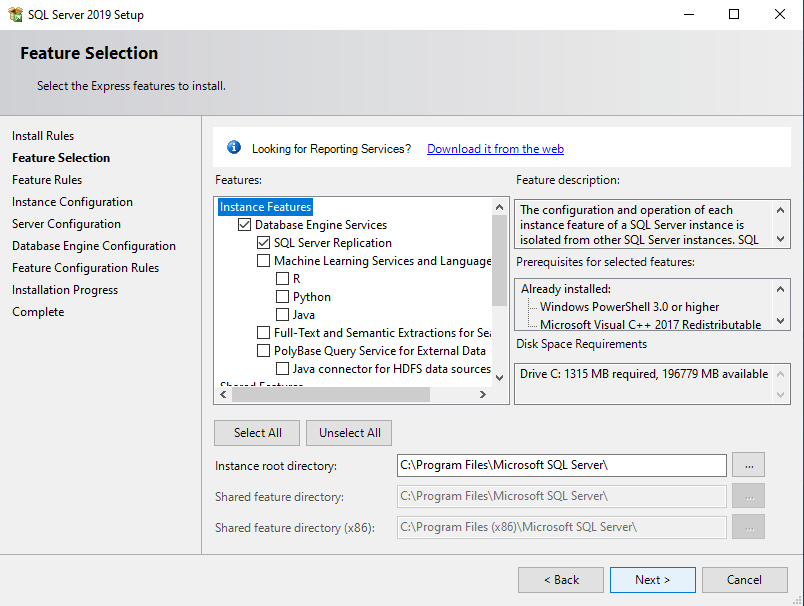 SQL Server 2019 Setup
Feature Selection
Select the Express features to install.
Install Rules
Feature Selection
Feature Rules
Instance Configuration
Server Configuration
Database Engine Configuration
Feature Configuration Rules
Installation Progress
Complete
Looking for Reporting Services? Download it from the web
Features:
Instance Features
Database Engine Services
SQL Server Replication
Machine Learning Services and Language
R
Python
Java
Full-Text and Semantic Extractions for Sea
PolyBase Query Service for External Data
Java connector for HDFS data sources
Shared Features
Feature description:
The configuration and operation of each
instance feature of a SQL Server instance is
isolated from other SQL Server instances. SQL
Prerequisites for selected features:
Already installed:
Windows PowerShell 3.0 or higher
Microsoft Visual C++ 2017 Redistributable
Disk Space Requirements
Drive C: 1315 MB required, 196779 MB available
Select All
Unselect All
Instance root directory: C:\Program Files\Microsoft SQL Server\ ...
Shared feature directory: C:\Program Files\Microsoft SQL Server\ ...
Shared feature directory (x86): C:\Program Files (x86)\Microsoft SQL Server\ ...
< Back
Next >
Cancel